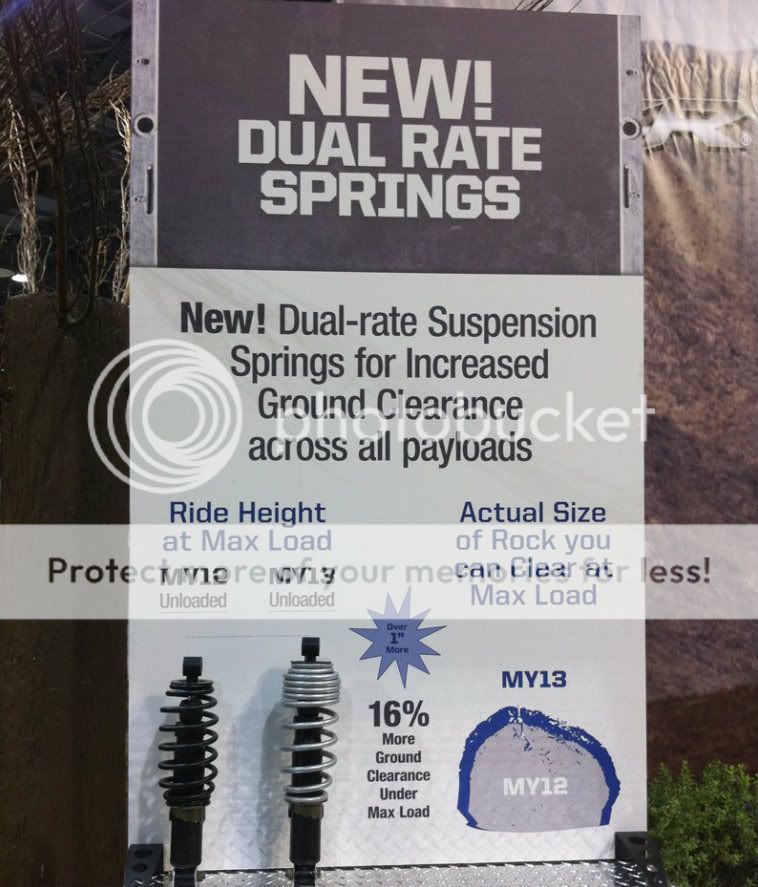 NEW!
DUAL RATE
SPRINGS
New! Dual-rate Suspension
Springs for Increased
Ground Clearance
across all payloads
photobucket
Ride Height
at Max Load
MY12
Unloaded
MY13
Unloaded
Actual Size
of Rock you
can Clear at
Max Load
Protect more of your memories for less!
Over
1"
More
16%
More
Ground
Clearance
Under
Max Load
MY13
MY12